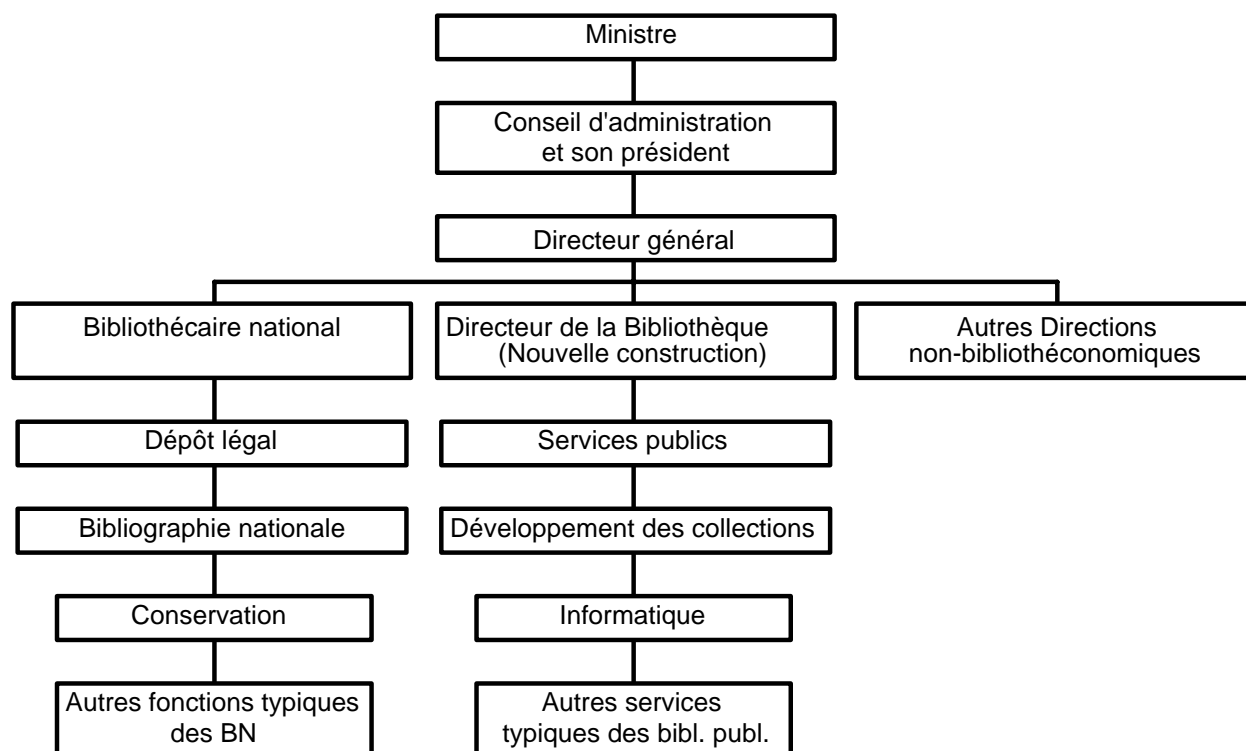 Ministre
Conseil d'administration
et son président
Directeur général
Bibliothécaire national
Directeur de la Bibliothèque
(Nouvelle construction)
Autres Directions
non-bibliothéconomiques
Dépôt légal
Services publics
Bibliographie nationale
Développement des collections
Conservation
Informatique
Autres fonctions typiques
des BN
Autres services
typiques des bibl. publ.